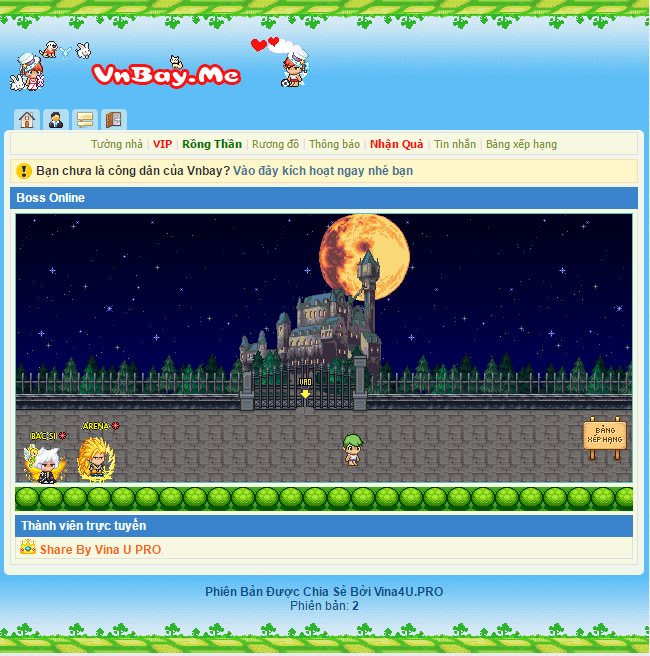 VnBay.Me
Tường nhà | VIP | Rồng Thần | Rương đồ | Thông báo | Nhận Quà | Tin nhắn | Bảng xếp hạng
Bạn chưa là công dân của Vnbay? Vào đây kích hoạt ngay nhé bạn
Boss Online
VAO
ARENA
BAC SI
BẢNG
XẾP HẠNG
Thành viên trực tuyến
Share By Vina U PRO
Phiên Bản Được Chia Sẻ Bởi Vina4U.PRO
Phiên bản: 2